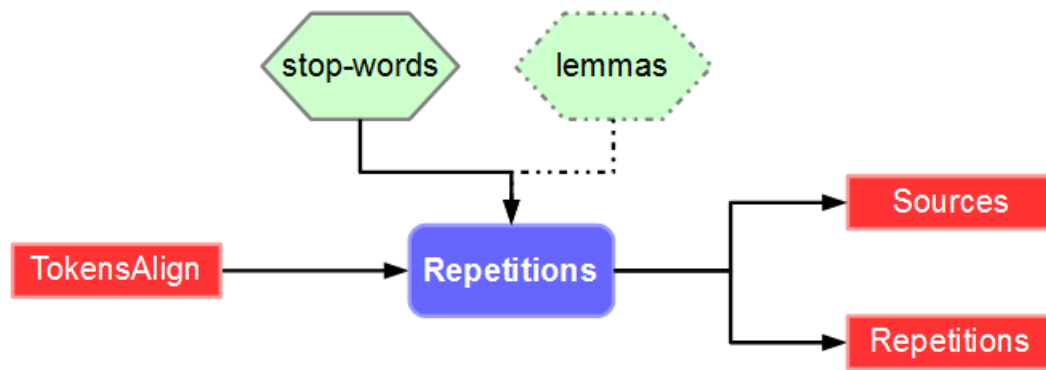 stop-words
lemmas
Sources
TokensAlign
Repetitions
Repetitions